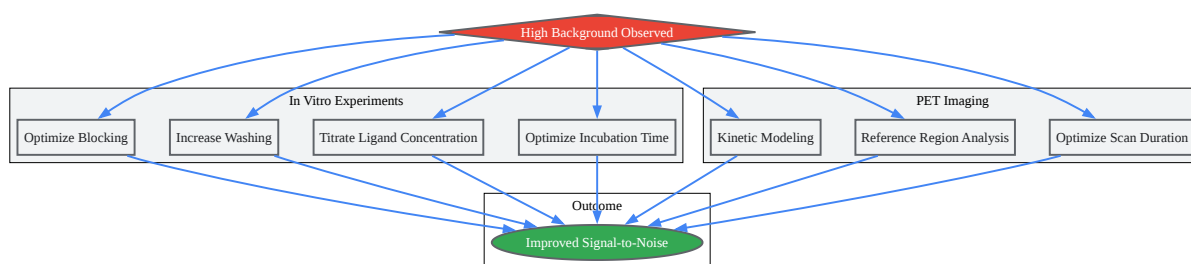 High Background Observed
In Vitro Experiments
PET Imaging
Optimize Blocking
Increase Washing
Titrate Ligand Concentration
Optimize Incubation Time
Kinetic Modeling
Reference Region Analysis
Optimize Scan Duration
Outcome
Improved Signal-to-Noise